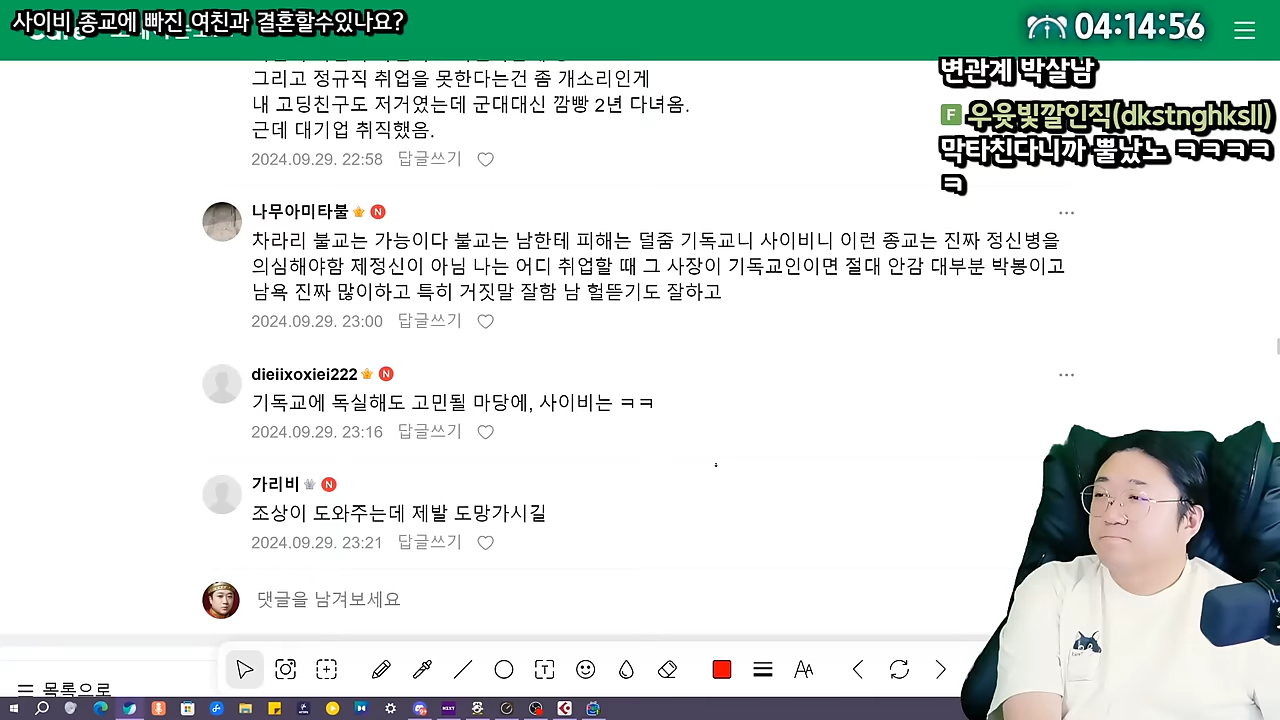 사이비 종교에 빠진 여친과 결혼할수있나요?
04:14:56
변관계 박살남
그리고 정규직 취업을 못한다는건 좀 개소리인게
내 고딩친구도 저거였는데 군대대신 깜빵 2년 다녀옴.
근데 대기업 취직했음.
2024.09.29. 22:58 답글쓰기
F 우윳빛깔인직(dkstnghksll)
막타친다니까 뿔났노 ㅋㅋㅋㅋ
ㅋ
나무아미타불 N
차라리 불교는 가능이다 불교는 남한테 피해는 덜줌 기독교니 사이비니 이런 종교는 진짜 정신병을
의심해야함 제정신이 아님 나는 어디 취업할 때 그 사장이 기독교인이면 절대 안감 대부분 박봉이고
남욕 진짜 많이하고 특히 거짓말 잘함 남 헐뜯기도 잘하고
2024.09.29. 23:00 답글쓰기
dieiixoxiei222 N
기독교에 독실해도 고민될 마당에, 사이비는 ㅋㅋ
2024.09.29. 23:16 답글쓰기
가리비 N
조상이 도와주는데 제발 도망가시길
2024.09.29. 23:21 답글쓰기
댓글을 남겨보세요
목록으로